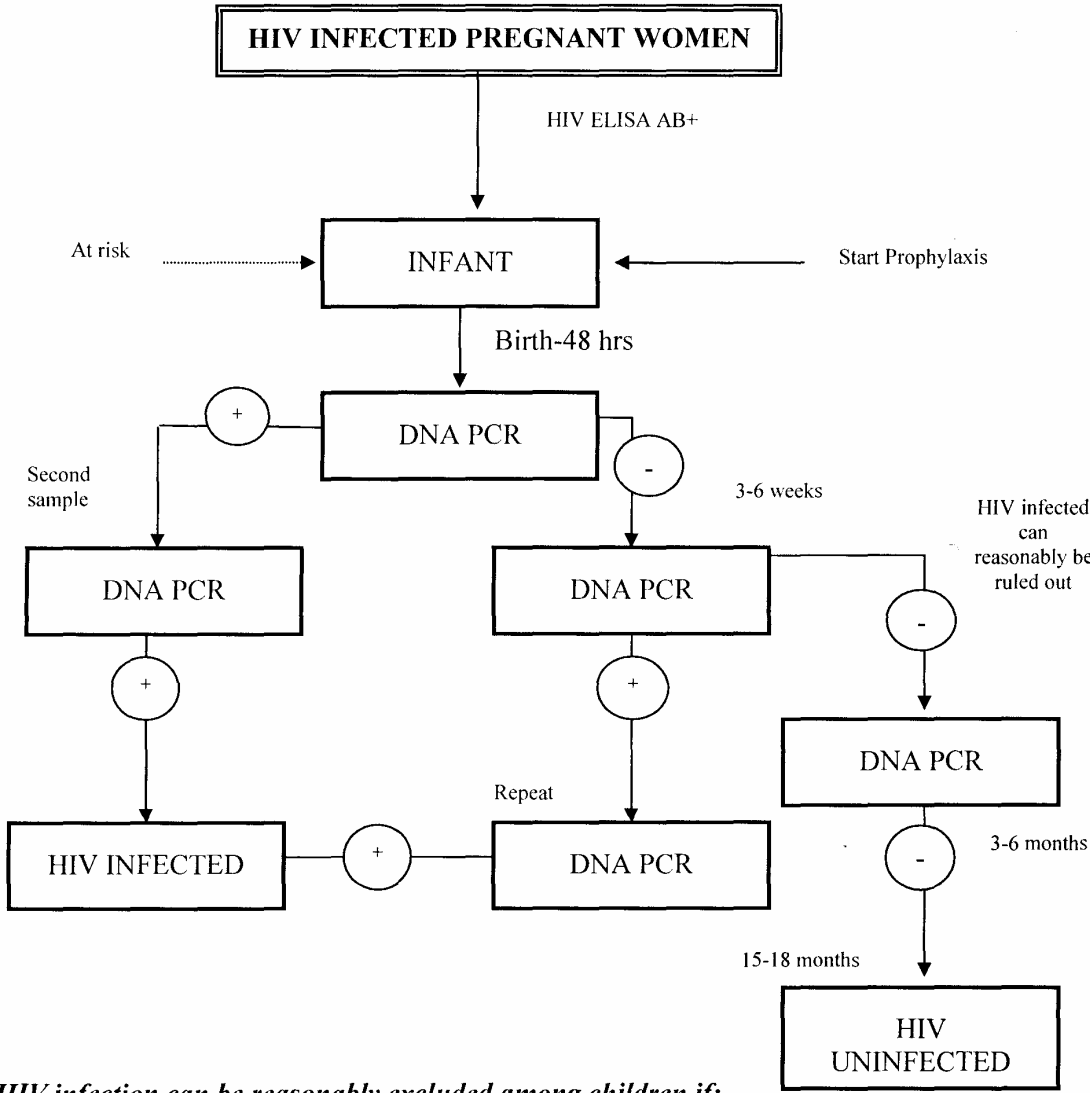 HIV INFECTED PREGNANT WOMEN
HIV ELISA AB+
At risk
INFANT
Start Prophylaxis
Birth-48 hrs
+
DNA PCR
-
Second
sample
3-6 weeks
HIV infected
can
reasonably be
ruled out
DNA PCR
DNA PCR
-
+
+
DNA PCR
Repeat
3-6 months
HIV INFECTED
+
DNA PCR
-
15-18 months
HIV
UNINFECTED
HIV infection can be reasonably excluded among children if: